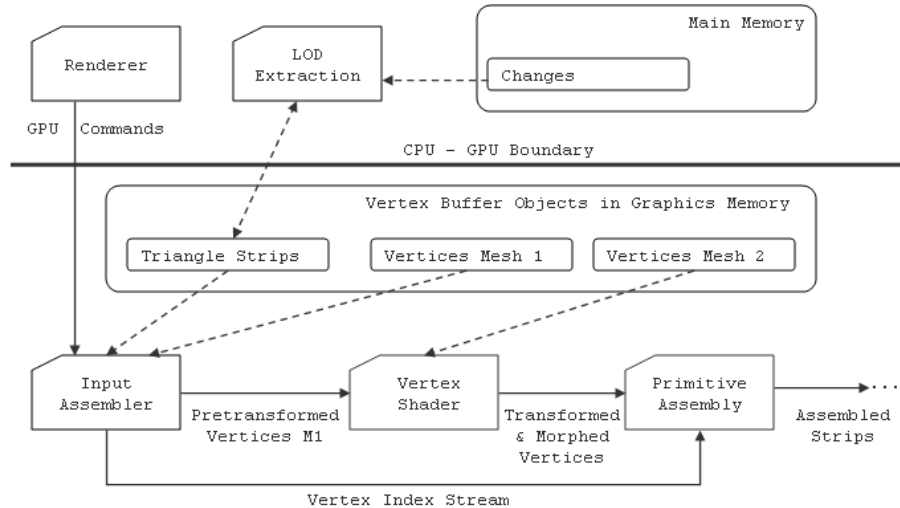 Main Memory
Renderer
LOD
Extraction
Changes
GPU Commands
CPU - GPU Boundary
Vertex Buffer Objects in Graphics Memory
Triangle Strips
Vertices Mesh 1
Vertices Mesh 2
Input
Assembler
Vertex
Shader
Primitive
Assembly
...
Pretransformed
Vertices M1
Transformed
& Morphed
Vertices
Assembled
Strips
Vertex Index Stream